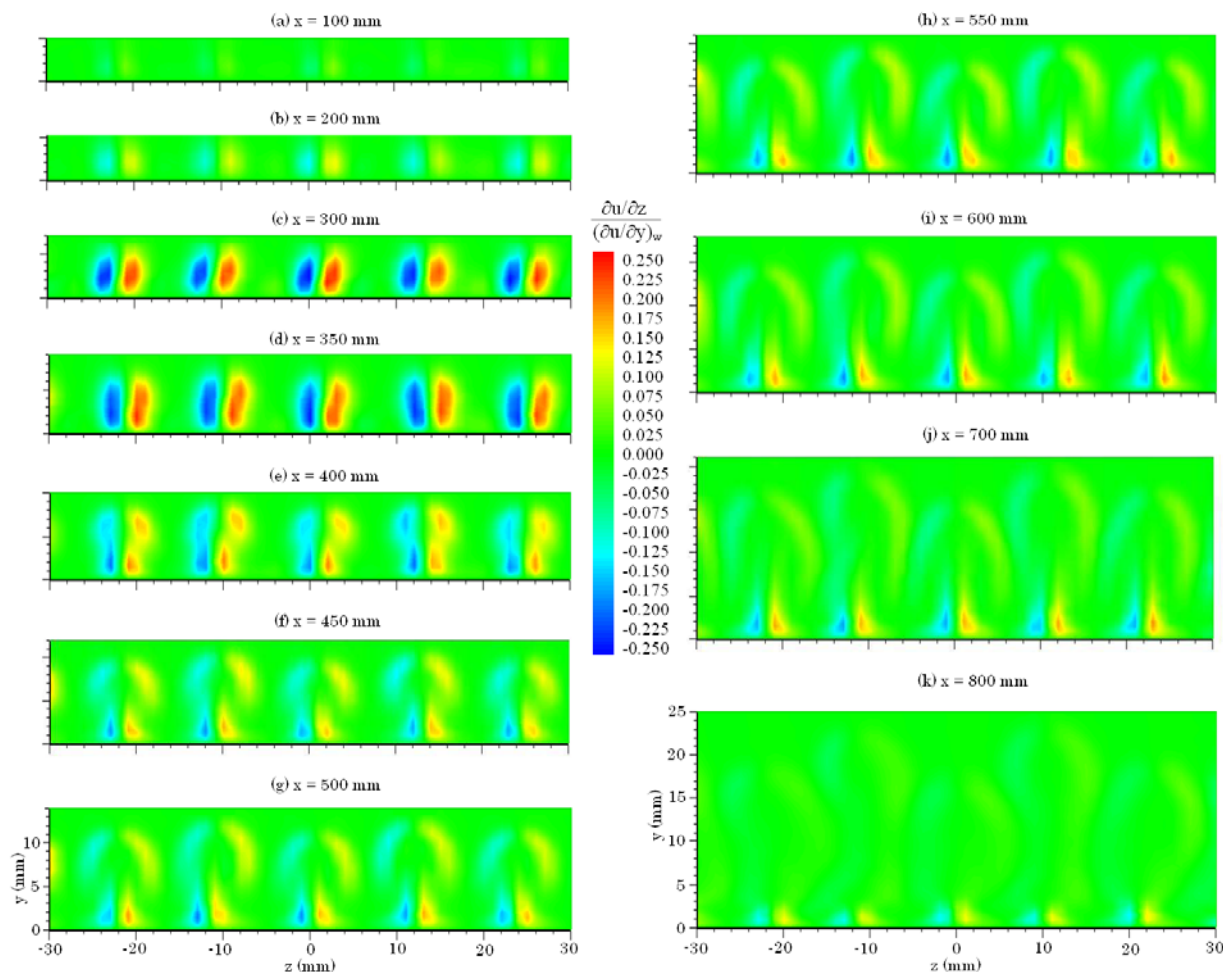 (a) x = 100 mm
(b) x = 200 mm
(c) x = 300 mm
(d) x = 350 mm
(e) x = 400 mm
(f) x = 450 mm
(g) x = 500 mm
10
5
0
y (mm)
-30 -20 -10 0 10 20 30
z (mm)
∂u/∂z
(∂u/∂y)w
0.250
0.225
0.200
0.175
0.150
0.125
0.100
0.075
0.050
0.025
0.000
-0.025
-0.050
-0.075
-0.100
-0.125
-0.150
-0.175
-0.200
-0.225
-0.250
(h) x = 550 mm
(i) x = 600 mm
(j) x = 700 mm
(k) x = 800 mm
25
20
15
10
5
0
y (mm)
-30 -20 -10 0 10 20 30
z (mm)